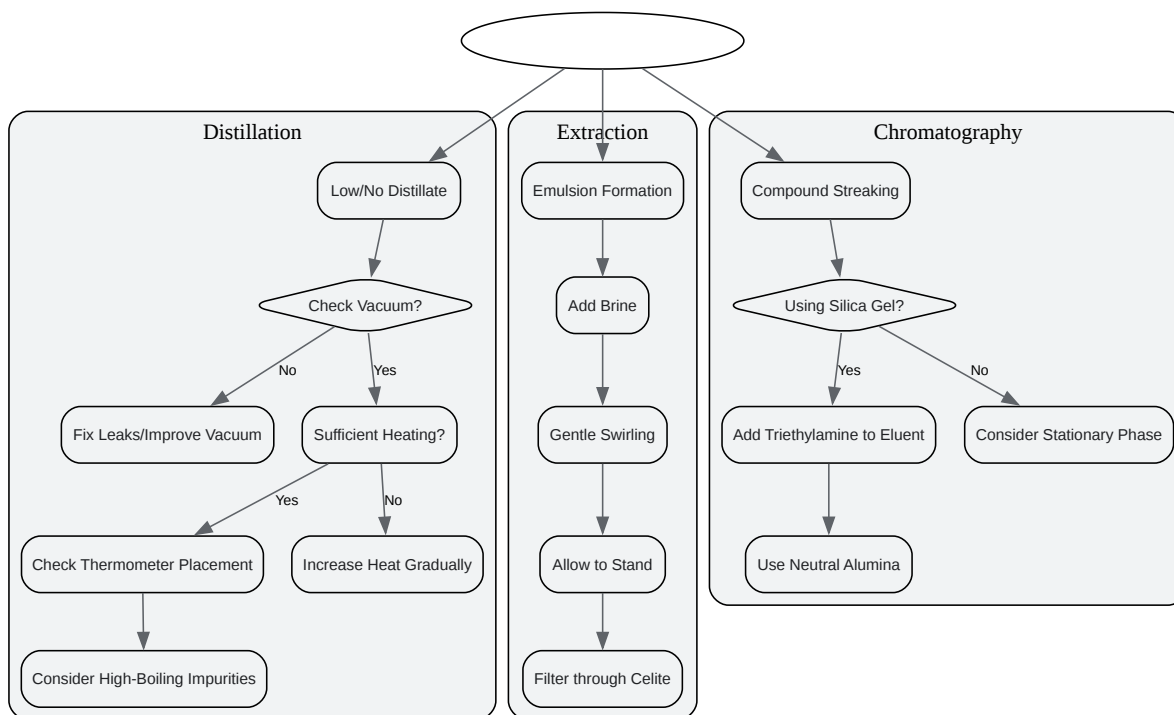 Distillation
Extraction
Chromatography
Low/No Distillate
Emulsion Formation
Compound Streaking
Check Vacuum?
Add Brine
Using Silica Gel?
No
Yes
Yes
No
Fix Leaks/Improve Vacuum
Sufficient Heating?
Gentle Swirling
Add Triethylamine to Eluent
Consider Stationary Phase
Yes
No
Check Thermometer Placement
Increase Heat Gradually
Allow to Stand
Use Neutral Alumina
Consider High-Boiling Impurities
Filter through Celite